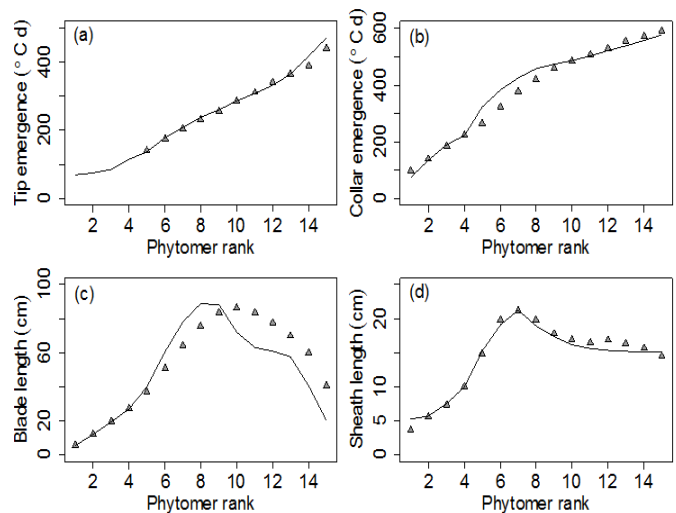 (a)
Tip emergence (° C d)
0 200 400
2 4 6 8 10 12 14
Phytomer rank
(b)
Collar emergence (° C d)
0 200 400 600
2 4 6 8 10 12 14
Phytomer rank
(c)
Blade length (cm)
0 20 60 100
2 4 6 8 10 12 14
Phytomer rank
(d)
Sheath length (cm)
0 5 10 20
2 4 6 8 10 12 14
Phytomer rank